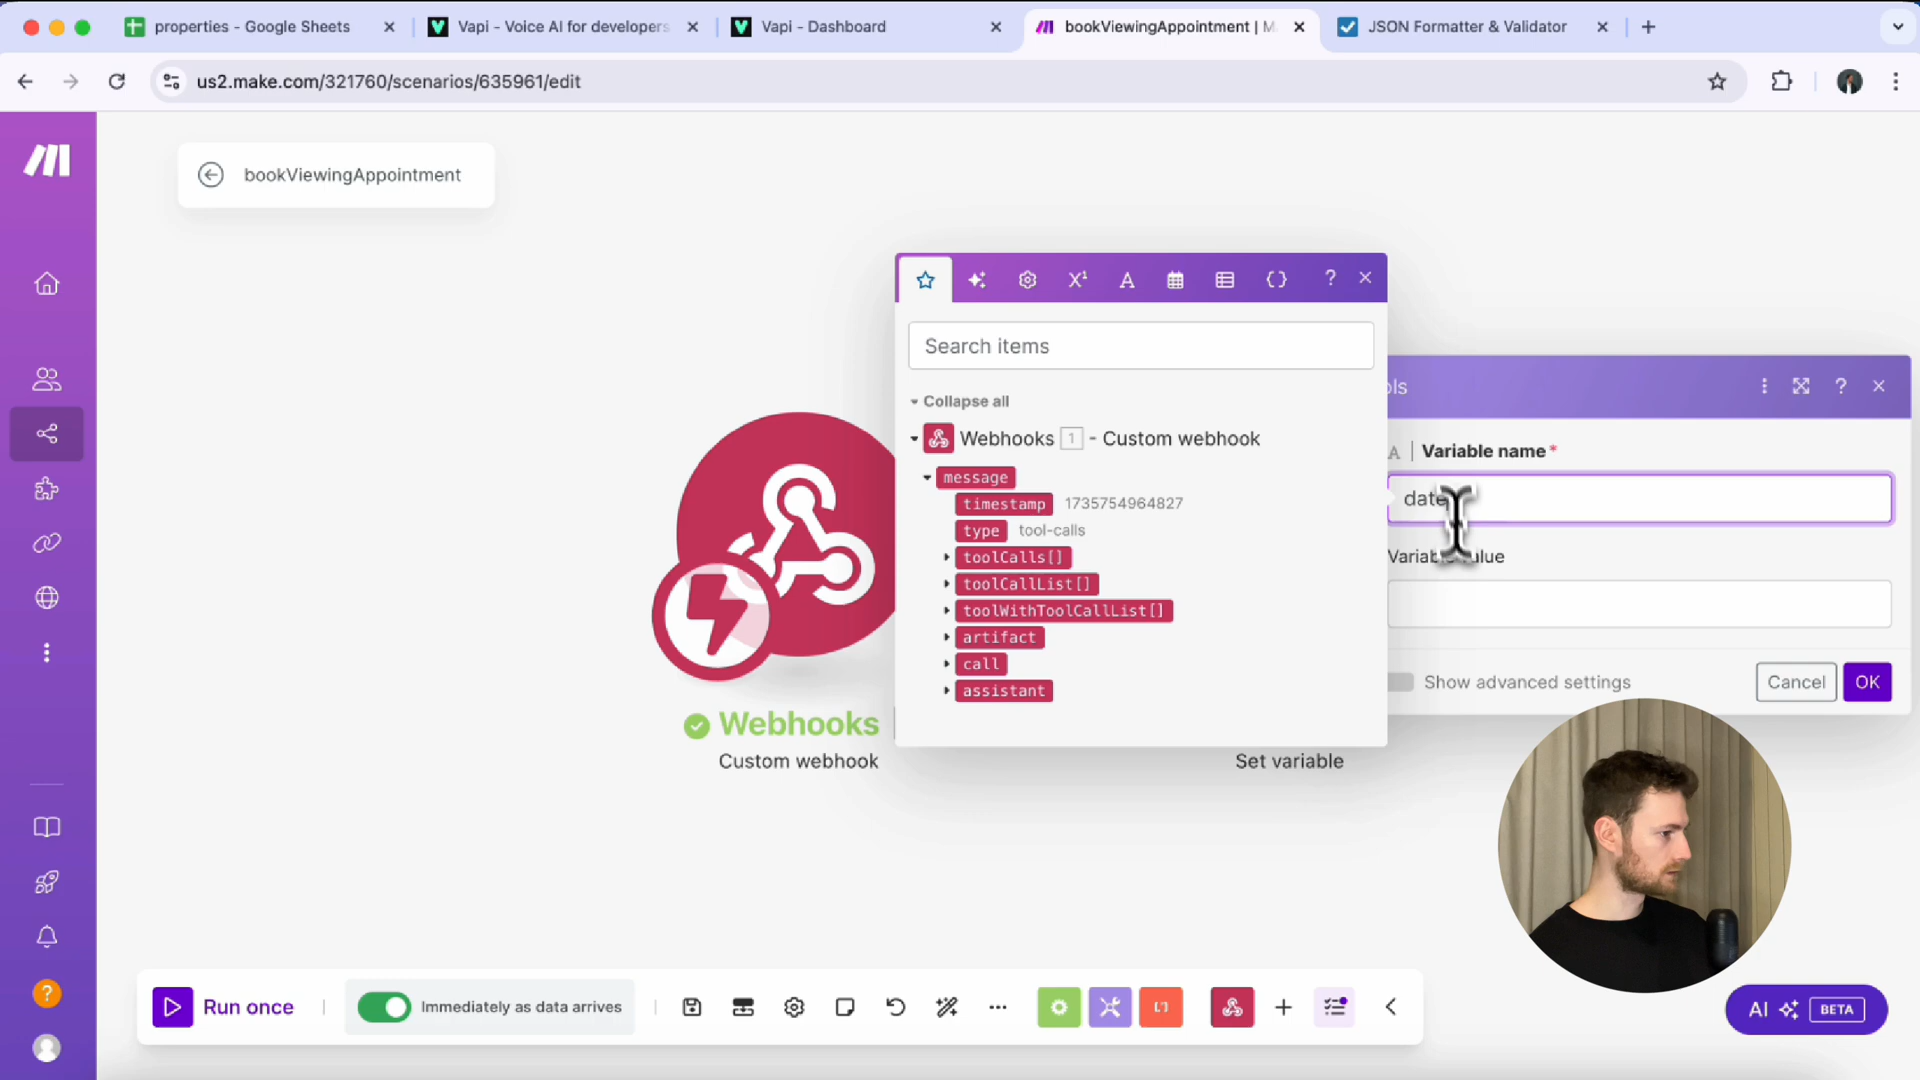 properties - Google Sheets
Vapi - Voice AI for developers
Vapi - Dashboard
bookViewingAppointment | M
JSON Formatter & Validator
us2.make.com/321760/scenarios/635961/edit
bookViewingAppointment
X¹
A
?
Search items
Collapse all
Webhooks 1 - Custom webhook
message
timestamp 1735754964827
type tool-calls
toolCalls[]
toolCallList[]
toolWithToolCallList[]
artifact
call
assistant
ols
?
A | Variable name*
date
Show advanced settings
Cancel
OK
Webhooks
Custom webhook
Set variable
?
Run once
Immediately as data arrives
AI
BETA